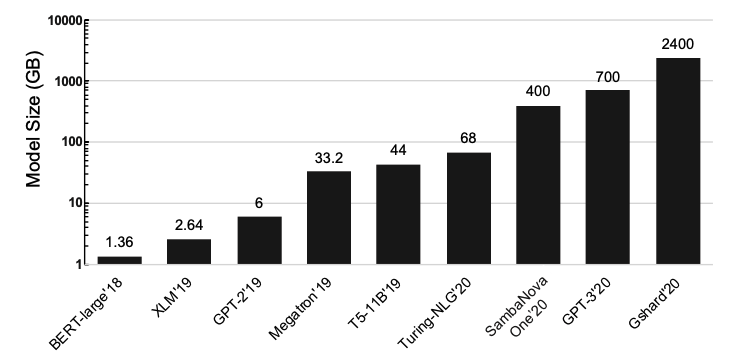 Model Size (GB)
10000
1000
100
10
1
1.36
2.64
6
33.2
44
68
400
700
2400
BERT-large'18
XLM'19
GPT-2'19
Megatron'19
T5-11B'19
Turing-NLG'20
SambaNova
One'20
GPT-3'20
Gshard'20